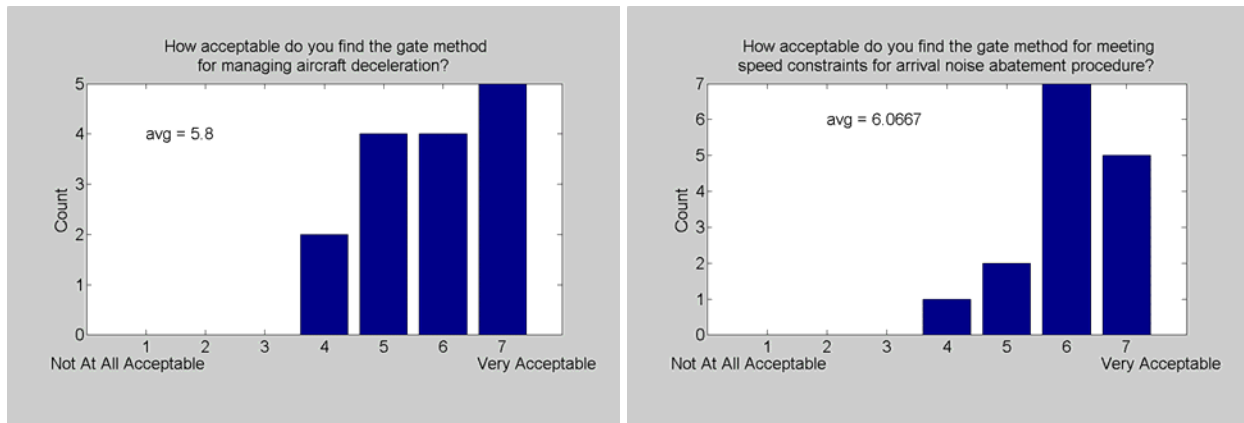 How acceptable do you find the gate method
for managing aircraft deceleration?
5
avg = 5.8
4
3
Count
2
1
0
1 2 3 4 5 6 7
Not At All Acceptable Very Acceptable
How acceptable do you find the gate method for meeting
speed constraints for arrival noise abatement procedure?
7
avg = 6.0667
6
5
4
Count
3
2
1
0
1 2 3 4 5 6 7
Not At All Acceptable Very Acceptable